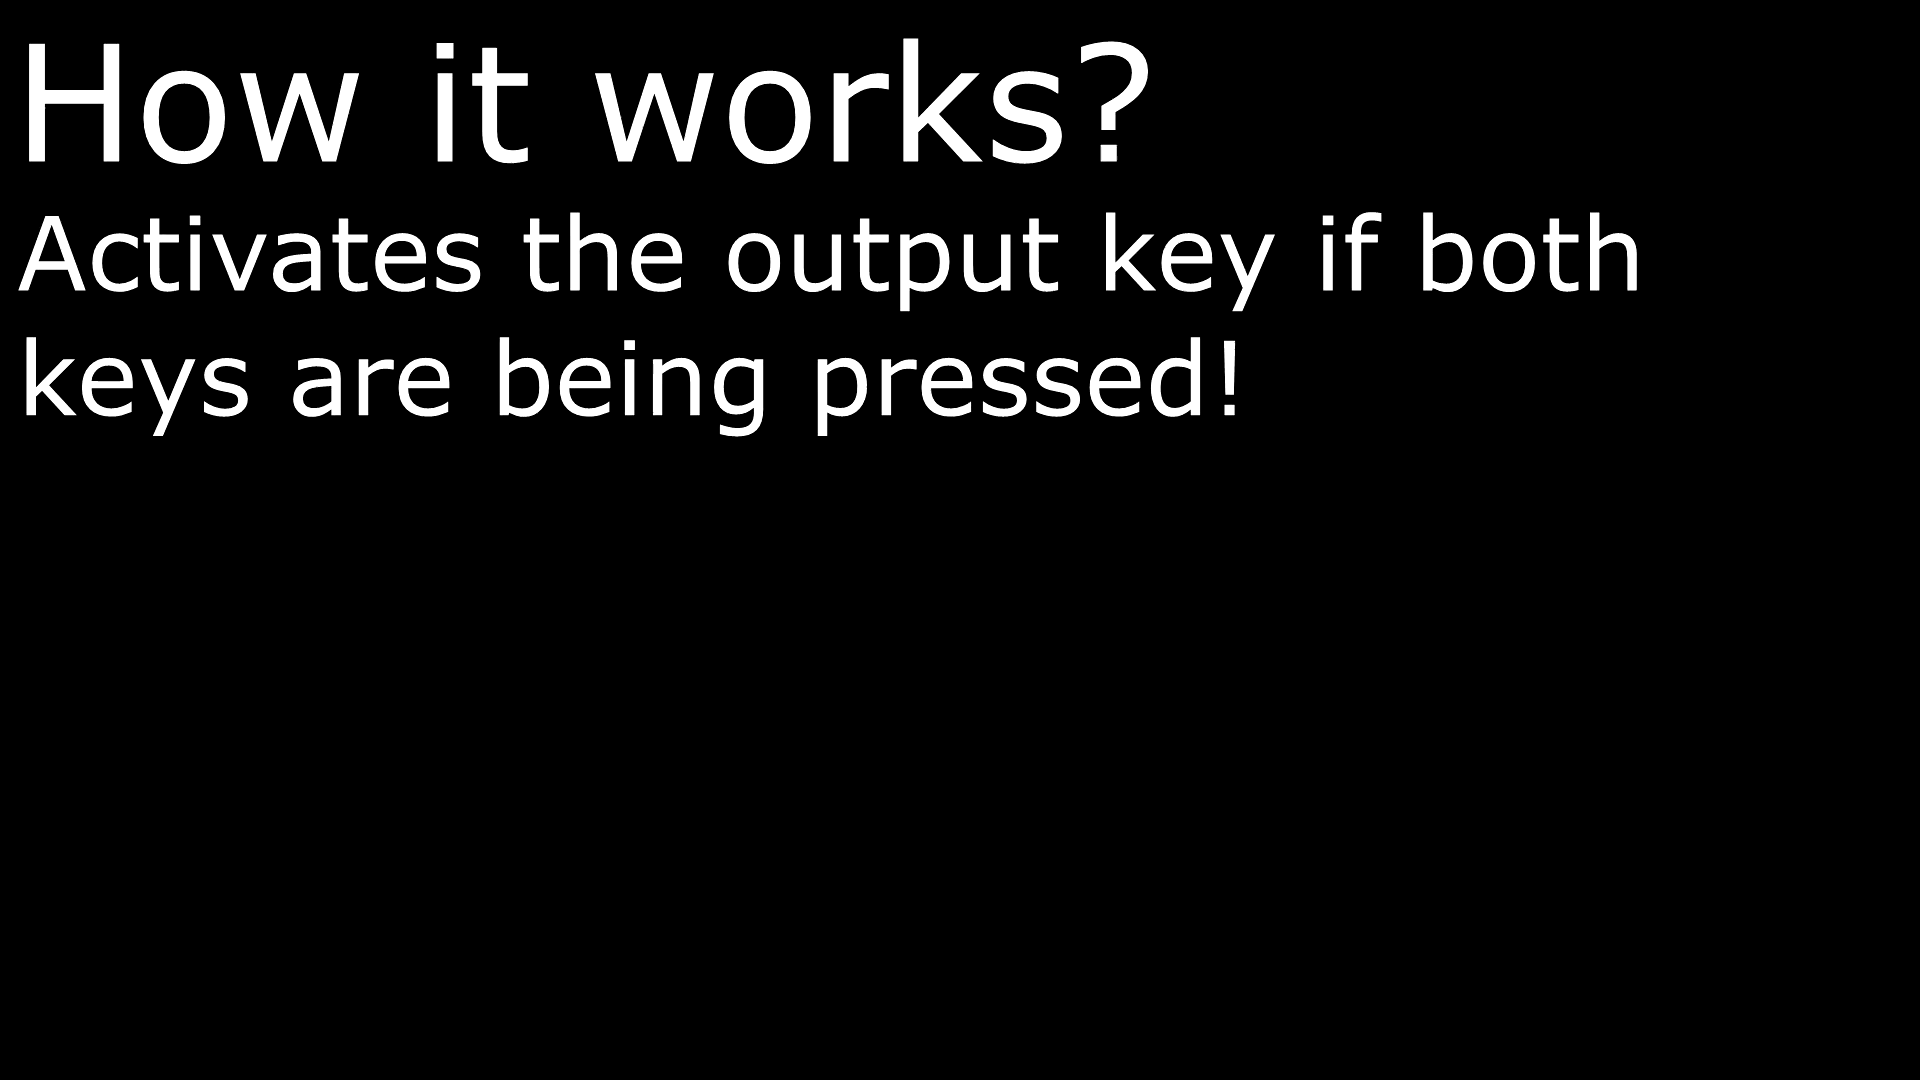 How it works?
Activates the output key if both
keys are being pressed!